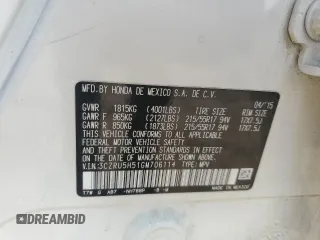 MFD.BY HONDA DE MEXICO S.A. DE C.V.
04/'15
GVWR 1815KG (4001LBS) TIRE SIZE RIM SIZE
GAWR F 965KG (2127LBS) 215/55R17 94V 17X7.5J
GAWR R 850KG (1873LBS) 215/55R17 94V 17X7.5J
THIS VEHICLE CONFORMS TO ALL APPLICABLE
FEDERAL MOTOR VEHICLE SAFETY, BUMPER, AND
THEFT PREVENTION STANDARDS IN EFFECT ON THE
DATE OF MANUFACTURE SHOWN ABOVE.
V.I.N:3CZRU5H51GM706114 TYPE:MPV
MADE IN MEXICO
AUTOBIDCAR